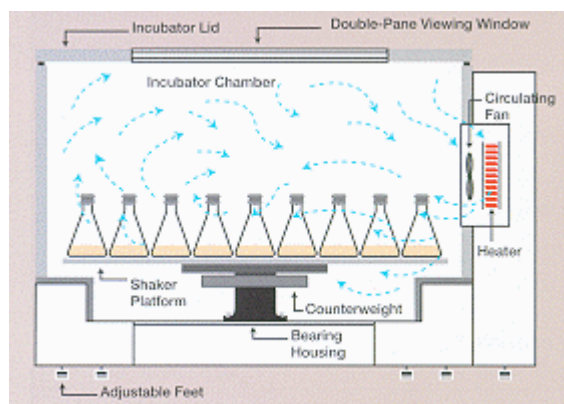 Incubator Lid
Double-Pane Viewing Window
Incubator Chamber
Circulating
Fan
Heater
Shaker
Platform
Counterweight
Bearing
Housing
Adjustable Feet